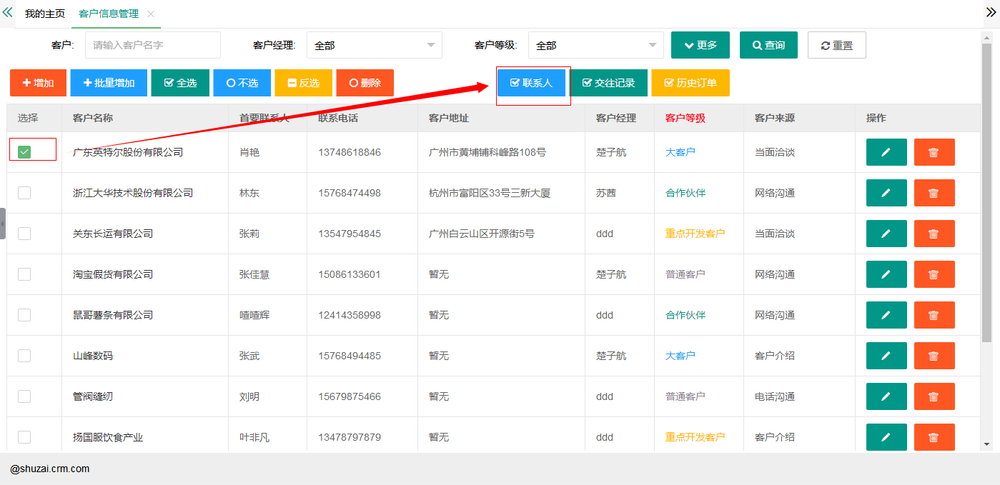 我的主页 客户信息管理
客户: 请输入客户名字 客户经理: 全部 客户等级: 全部 更多 查询 重置
增加 批量增加 全选 不选 反选 删除 联系人 交往记录 历史订单
选择 客户名称 首要联系人 联系电话 客户地址 客户经理 客户等级 客户来源 操作
广东英特尔股份有限公司 肖艳 13748618846 广州市黄埔辅科峰路108号 楚子航 大客户 当面洽谈
浙江大华技术股份有限公司 林东 15768474498 杭州市富阳区33号三新大厦 苏茜 合作伙伴 网络沟通
关东长运有限公司 张莉 13547954845 广州白云山区开源街5号 ddd 重点开发客户 当面洽谈
淘宝假货有限公司 张佳慧 15086133601 暂无 楚子航 普通客户 网络沟通
鼠哥薯条有限公司 喳喳辉 12414358998 暂无 ddd 合作伙伴 网络沟通
山峰数码 张武 15768494485 暂无 楚子航 大客户 客户介绍
管阀缝纫 刘明 15679875466 暂无 ddd 普通客户 电话沟通
扬国服饮食产业 叶非凡 13478797879 暂无 ddd 重点开发客户 客户介绍
@shuzai.crm.com